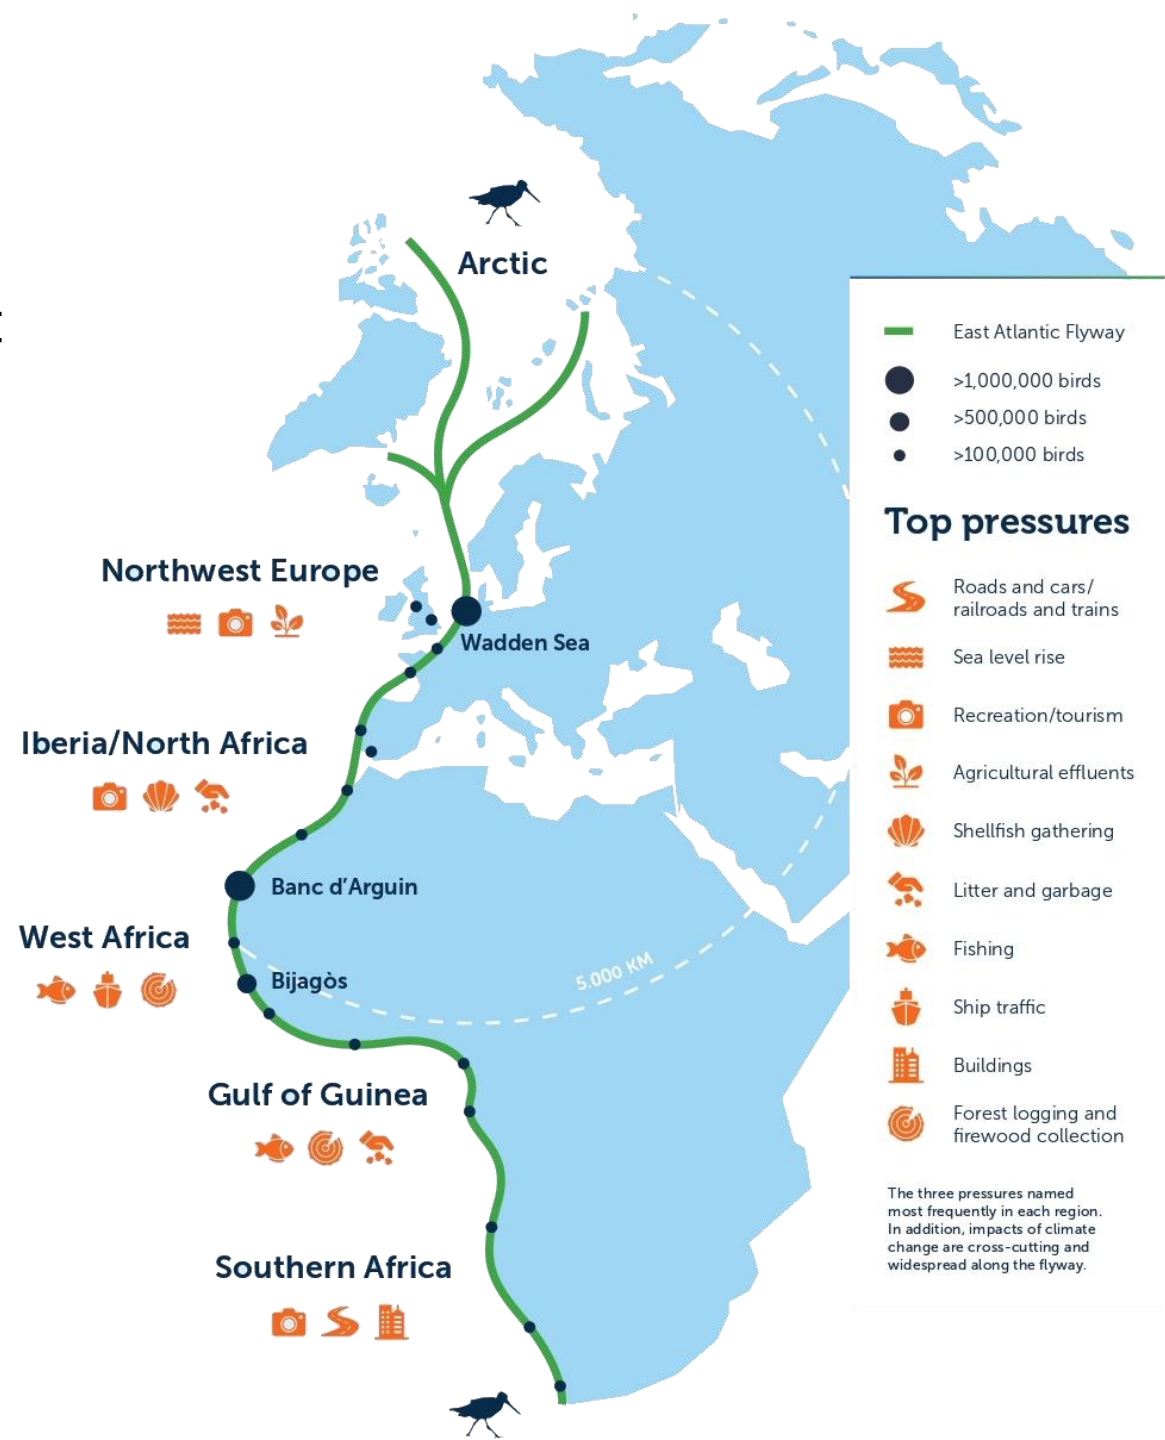 Arctic
Northwest Europe
Wadden Sea
Iberia/North Africa
Banc d'Arguin
West Africa
Bijagòs
5.000 KM
Gulf of Guinea
Southern Africa
East Atlantic Flyway
>1,000,000 birds
>500,000 birds
>100,000 birds
Top pressures
Roads and cars/
railroads and trains
Sea level rise
Recreation/tourism
Agricultural effluents
Shellfish gathering
Litter and garbage
Fishing
Ship traffic
Buildings
Forest logging and
firewood collection
The three pressures named
most frequently in each region.
In addition, impacts of climate
change are cross-cutting and
widespread along the flyway.